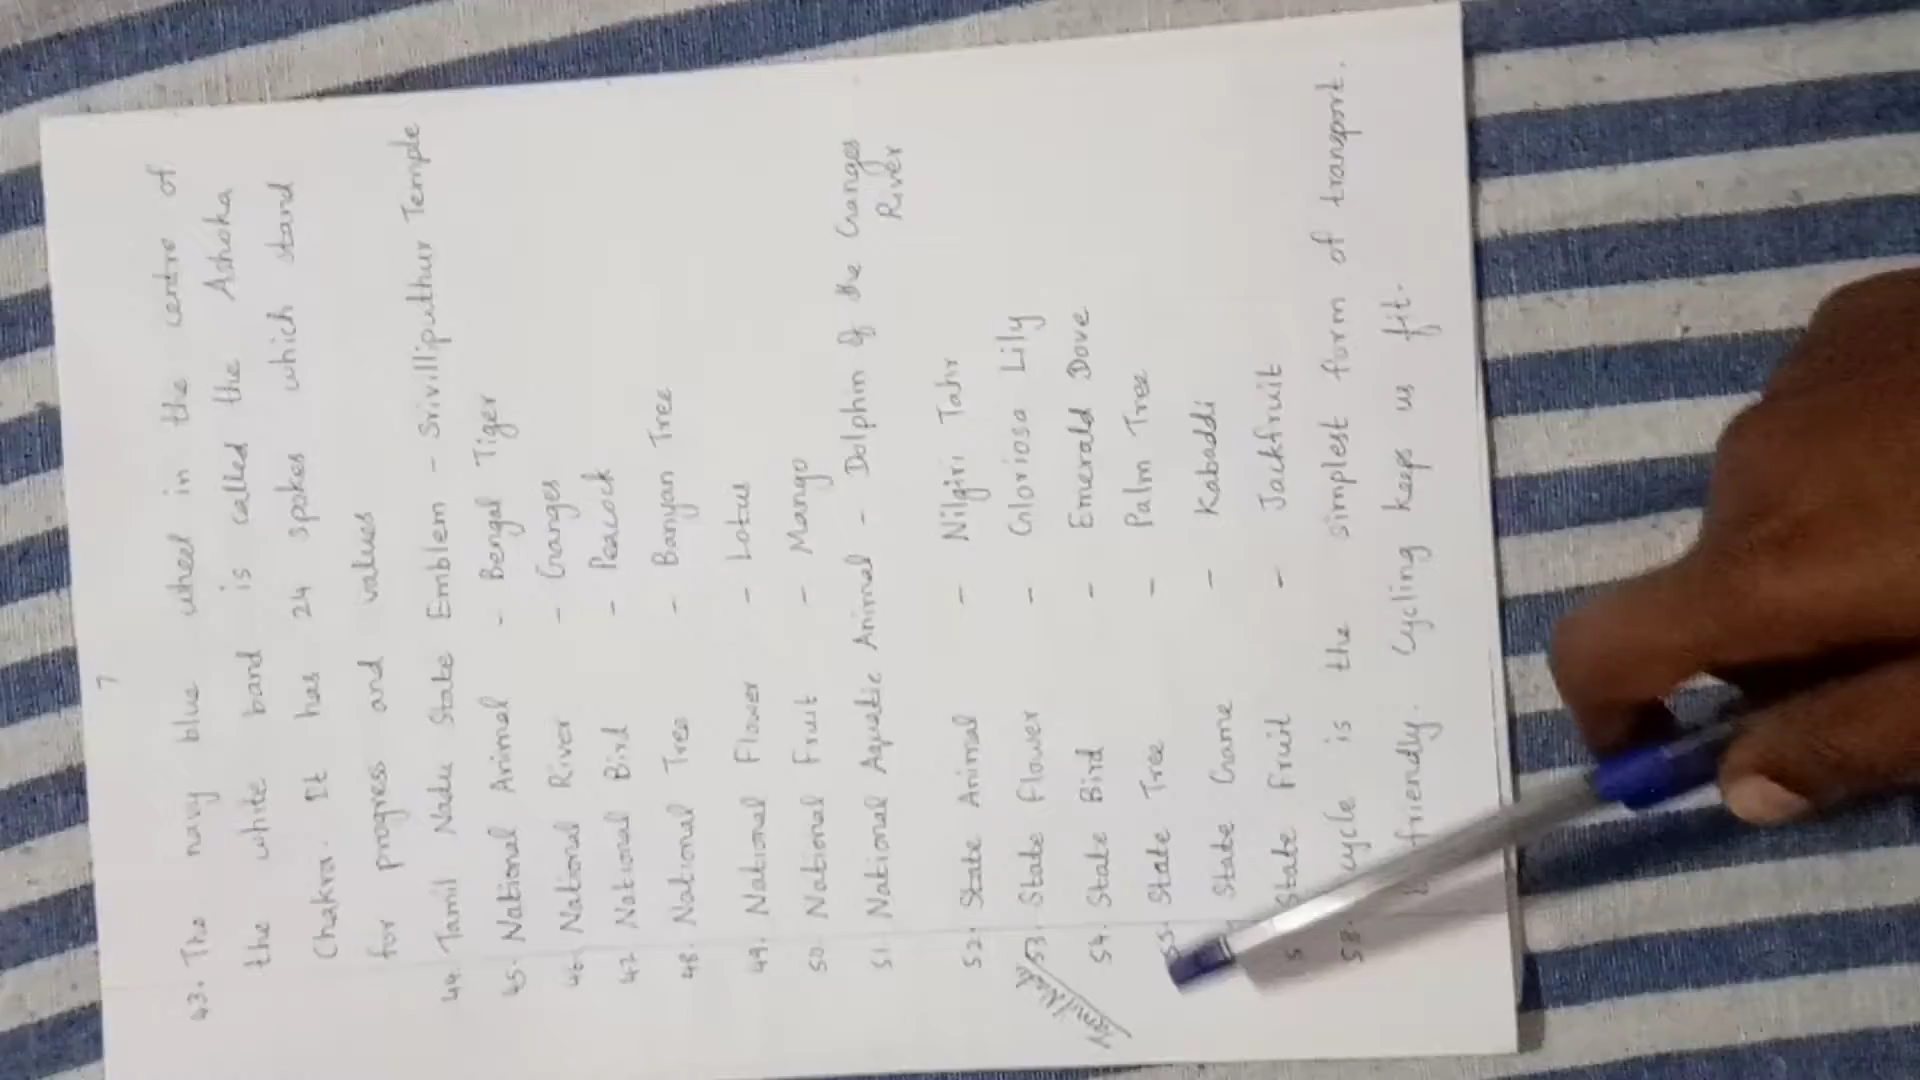 7
43. The navy blue wheel in the centre of
the white band is called the Ashoka
Chakra. It has 24 spokes which stand
for progress and values
44. Tamil Nadu State Emblem - Srivilliputhur Temple
45. National Animal - Bengal Tiger
46. National River - Ganges
47. National Bird - Peacock
48. National Tree - Banyan Tree
49. National Flower - Lotus
50. National Fruit - Mango
51. National Aquatic Animal - Dolphin of the Ganges
River
52. State Animal - Nilgiri Tahr
Tamil Nadu
53. State Flower - Gloriosa Lily
54. State Bird - Emerald Dove
55. State Tree - Palm Tree
State Game - Kabaddi
State Fruit - Jackfruit
58. cycle is the simplest form of transport.
friendly. Cycling keeps us fit.